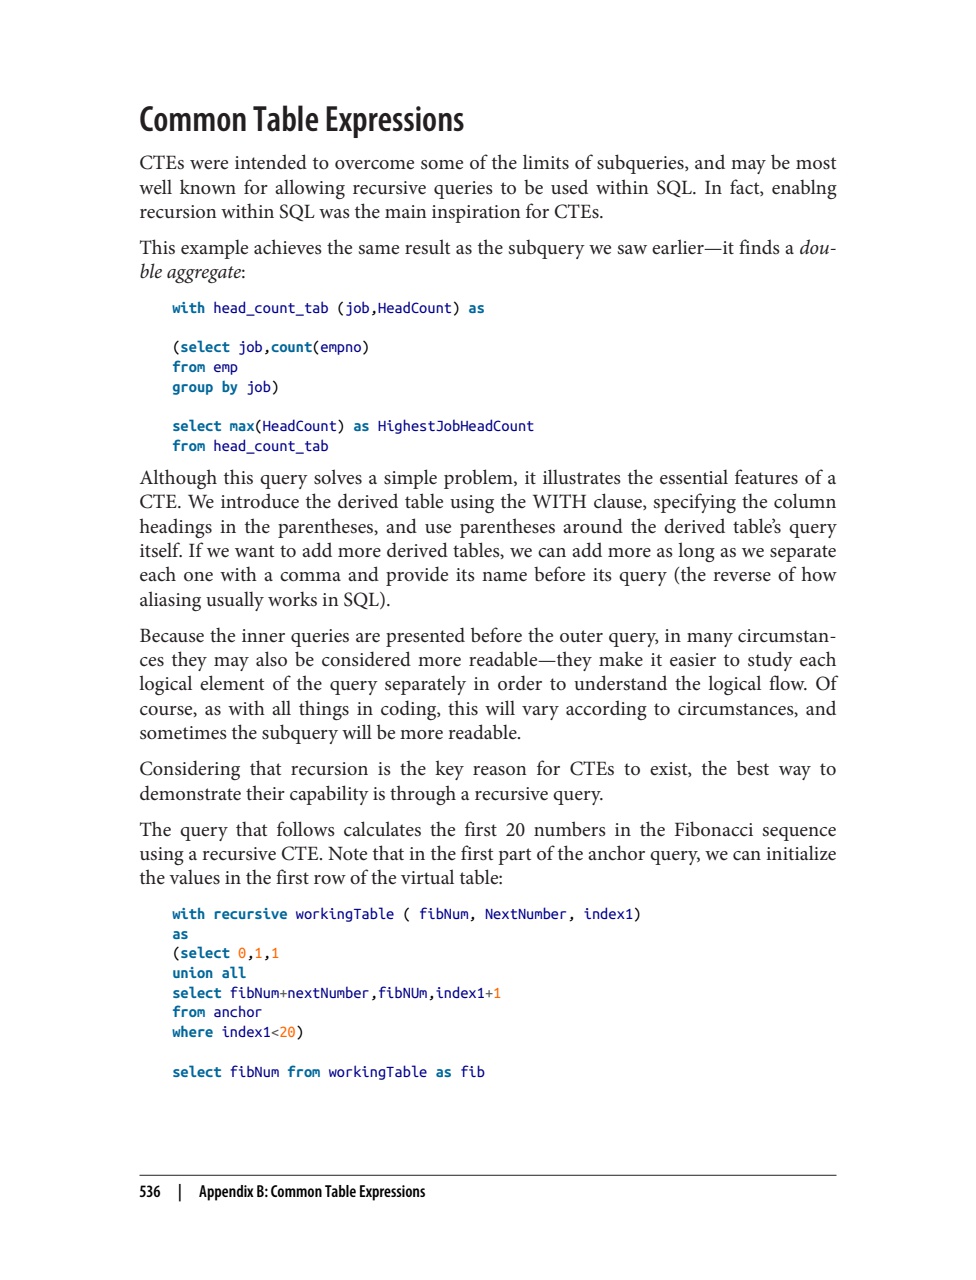 Common Table Expressions
CTEs were intended to overcome some of the limits of subqueries, and may be most
well known for allowing recursive queries to be used within SQL. In fact, enablng
recursion within SQL was the main inspiration for CTEs.
This example achieves the same result as the subquery we saw earlier—it finds a dou-
ble aggregate:
with head_count_tab (job,HeadCount) as
(select job,count(empno)
from emp
group by job)
select max(HeadCount) as HighestJobHeadCount
from head_count_tab
Although this query solves a simple problem, it illustrates the essential features of a
CTE. We introduce the derived table using the WITH clause, specifying the column
headings in the parentheses, and use parentheses around the derived table’s query
itself. If we want to add more derived tables, we can add more as long as we separate
each one with a comma and provide its name before its query (the reverse of how
aliasing usually works in SQL).
Because the inner queries are presented before the outer query, in many circumstan-
ces they may also be considered more readable—they make it easier to study each
logical element of the query separately in order to understand the logical flow. Of
course, as with all things in coding, this will vary according to circumstances, and
sometimes the subquery will be more readable.
Considering that recursion is the key reason for CTEs to exist, the best way to
demonstrate their capability is through a recursive query.
The query that follows calculates the first 20 numbers in the Fibonacci sequence
using a recursive CTE. Note that in the first part of the anchor query, we can initialize
the values in the first row of the virtual table:
with recursive workingTable ( fibNum, NextNumber, index1)
as
(select 0,1,1
union all
select fibNum+nextNumber,fibNUm,index1+1
from anchor
where index1<20)
select fibNum from workingTable as fib
536 | Appendix B: Common Table Expressions